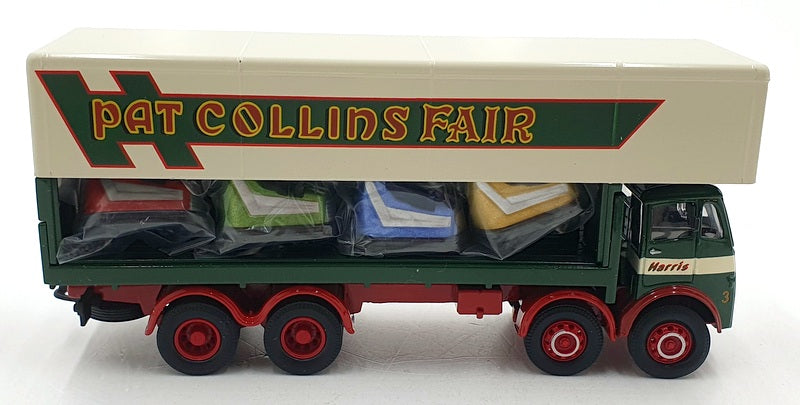 PAT COLLINS FAIR
Harris
3